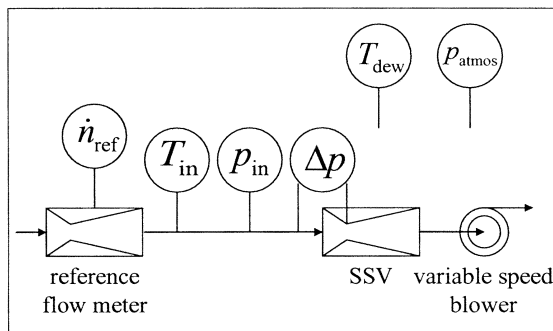 T_dew p_atmos
ṅ_ref T_in p_in Δp
reference SSV variable speed
flow meter blower